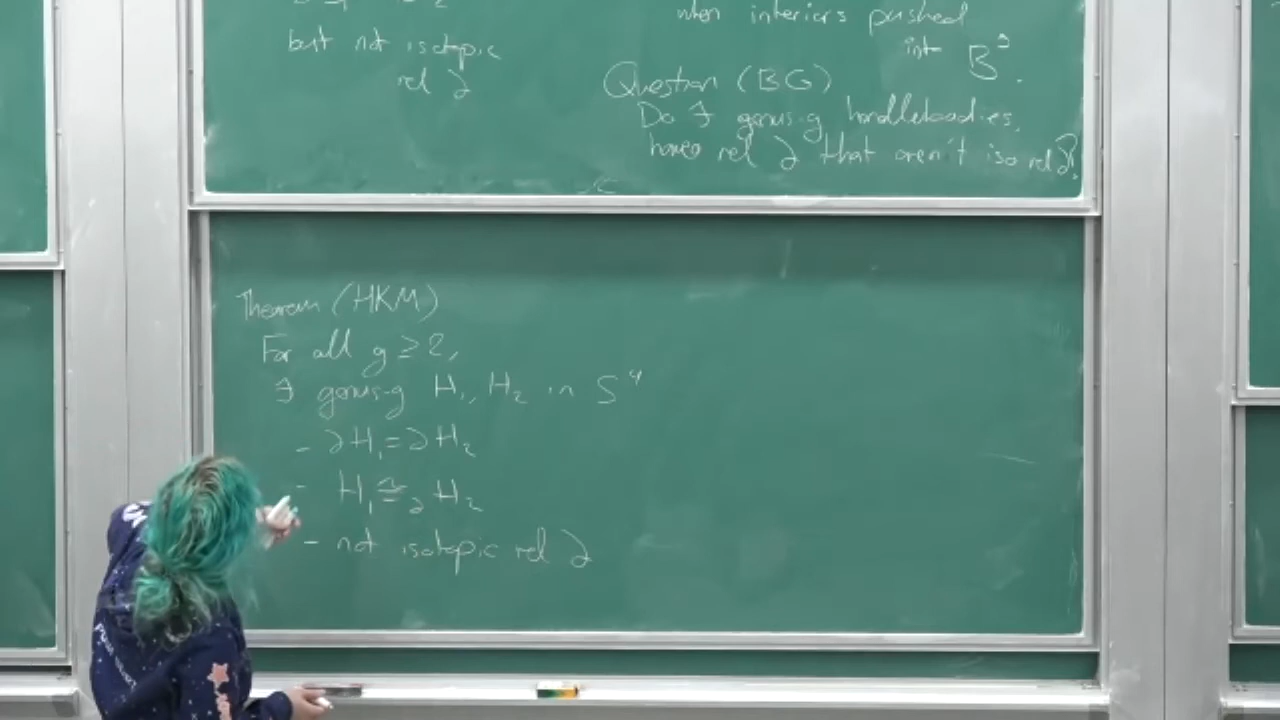 but not isotopic
rel ∂
when interiors pushed
into B⁵.
Question (BG)
Do ∃ genus-g handlebodies,
homeo rel ∂ that aren't iso rel ∂?
Theorem (HKM)
For all g ≥ 2,
∃ genus-g H₁, H₂ in S⁴
- ∂H₁ = ∂H₂
- H₁ ≅_∂ H₂
- not isotopic rel ∂